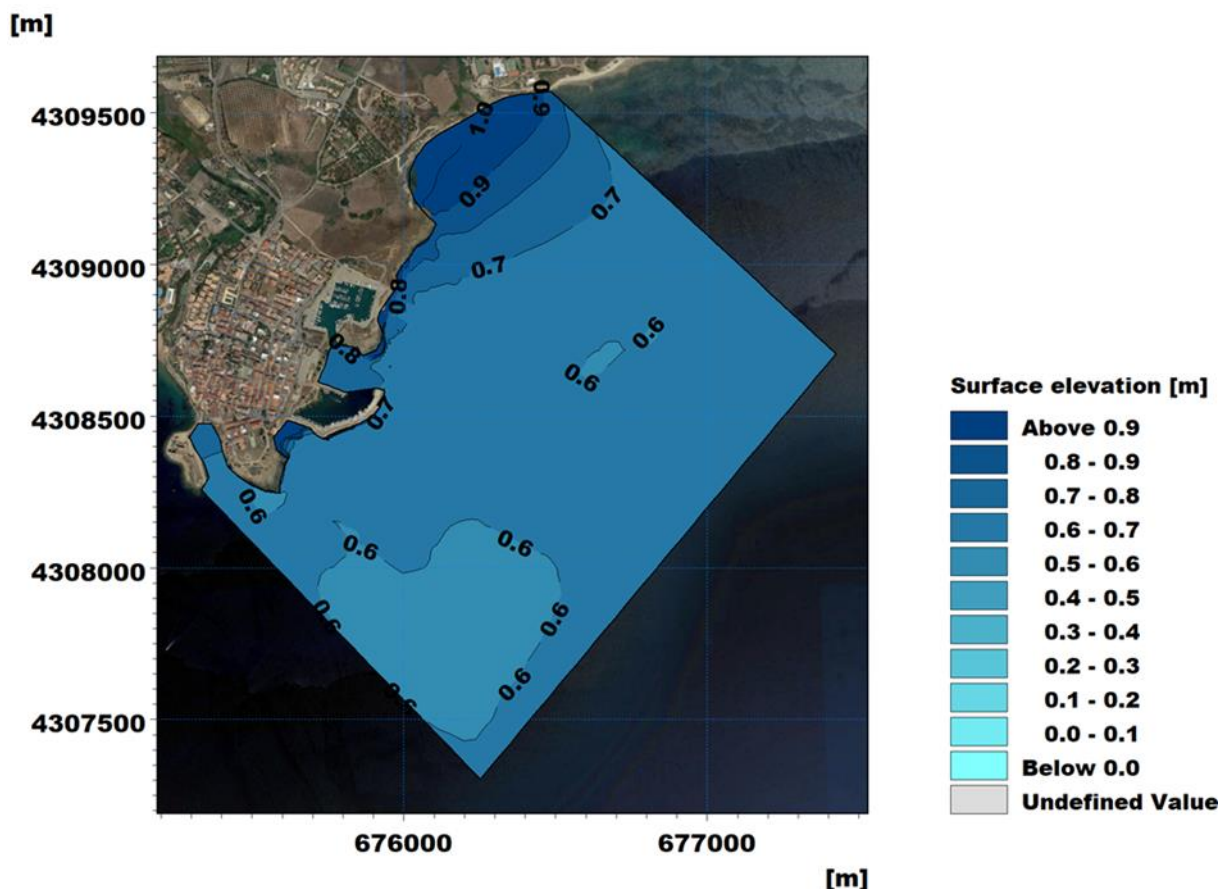 [m]
4309500
4309000
4308500
4308000
4307500
676000
677000
[m]
1.0
0.9
0.9
0.7
0.7
0.8
0.8
0.7
0.6
0.6
0.6
0.6
0.6
0.6
0.6
0.6
0.6
Surface elevation [m]
Above 0.9
0.8 - 0.9
0.7 - 0.8
0.6 - 0.7
0.5 - 0.6
0.4 - 0.5
0.3 - 0.4
0.2 - 0.3
0.1 - 0.2
0.0 - 0.1
Below 0.0
Undefined Value